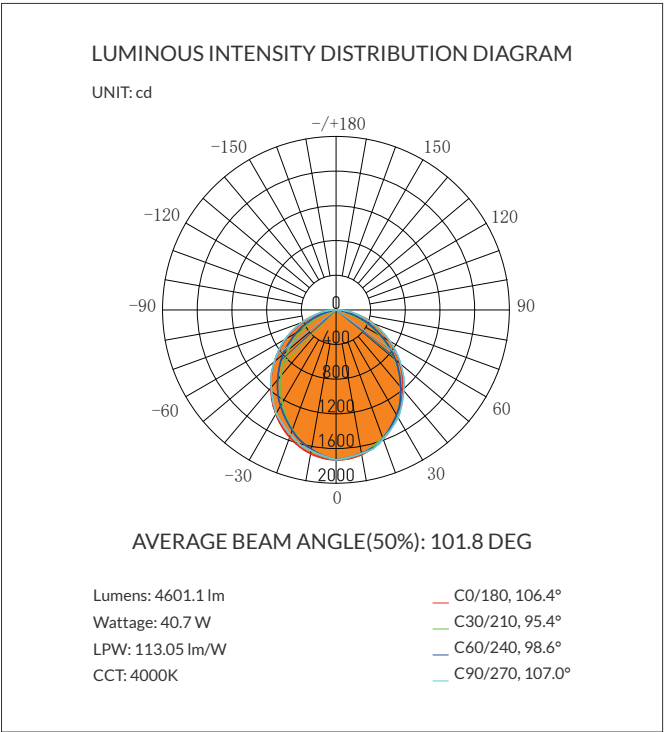 LUMINOUS INTENSITY DISTRIBUTION DIAGRAM
UNIT: cd
−/+180
−150
150
−120
120
−90
90
0
400
800
−60
60
1200
1600
−30
30
2000
0
AVERAGE BEAM ANGLE(50%): 101.8 DEG
Lumens: 4601.1 lm
Wattage: 40.7 W
LPW: 113.05 lm/W
CCT: 4000K
C0/180, 106.4°
C30/210, 95.4°
C60/240, 98.6°
C90/270, 107.0°